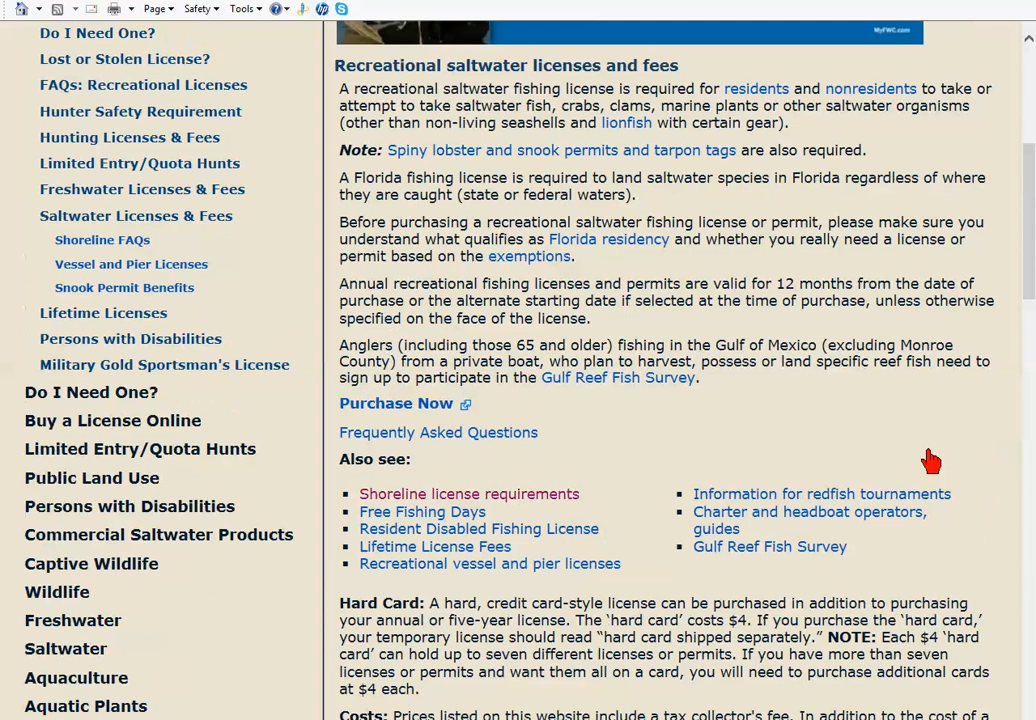 Page Safety Tools
MyFWC.com
Do I Need One?
Lost or Stolen License?
FAQs: Recreational Licenses
Hunter Safety Requirement
Hunting Licenses & Fees
Limited Entry/Quota Hunts
Freshwater Licenses & Fees
Saltwater Licenses & Fees
Shoreline FAQs
Vessel and Pier Licenses
Snook Permit Benefits
Lifetime Licenses
Persons with Disabilities
Military Gold Sportsman's License
Do I Need One?
Buy a License Online
Limited Entry/Quota Hunts
Public Land Use
Persons with Disabilities
Commercial Saltwater Products
Captive Wildlife
Wildlife
Freshwater
Saltwater
Aquaculture
Aquatic Plants
Recreational saltwater licenses and fees
A recreational saltwater fishing license is required for residents and nonresidents to take or
attempt to take saltwater fish, crabs, clams, marine plants or other saltwater organisms
(other than non-living seashells and lionfish with certain gear).
Note: Spiny lobster and snook permits and tarpon tags are also required.
A Florida fishing license is required to land saltwater species in Florida regardless of where
they are caught (state or federal waters).
Before purchasing a recreational saltwater fishing license or permit, please make sure you
understand what qualifies as Florida residency and whether you really need a license or
permit based on the exemptions.
Annual recreational fishing licenses and permits are valid for 12 months from the date of
purchase or the alternate starting date if selected at the time of purchase, unless otherwise
specified on the face of the license.
Anglers (including those 65 and older) fishing in the Gulf of Mexico (excluding Monroe
County) from a private boat, who plan to harvest, possess or land specific reef fish need to
sign up to participate in the Gulf Reef Fish Survey.
Purchase Now
Frequently Asked Questions
Also see:
Shoreline license requirements
Free Fishing Days
Resident Disabled Fishing License
Lifetime License Fees
Recreational vessel and pier licenses
Information for redfish tournaments
Charter and headboat operators,
guides
Gulf Reef Fish Survey
Hard Card: A hard, credit card-style license can be purchased in addition to purchasing
your annual or five-year license. The ‘hard card’ costs $4. If you purchase the ‘hard card,’
your temporary license should read “hard card shipped separately.” NOTE: Each $4 ‘hard
card’ can hold up to seven different licenses or permits. If you have more than seven
licenses or permits and want them all on a card, you will need to purchase additional cards
at $4 each.
Costs: Prices listed on this website include a tax collector's fee. In addition to the cost of a